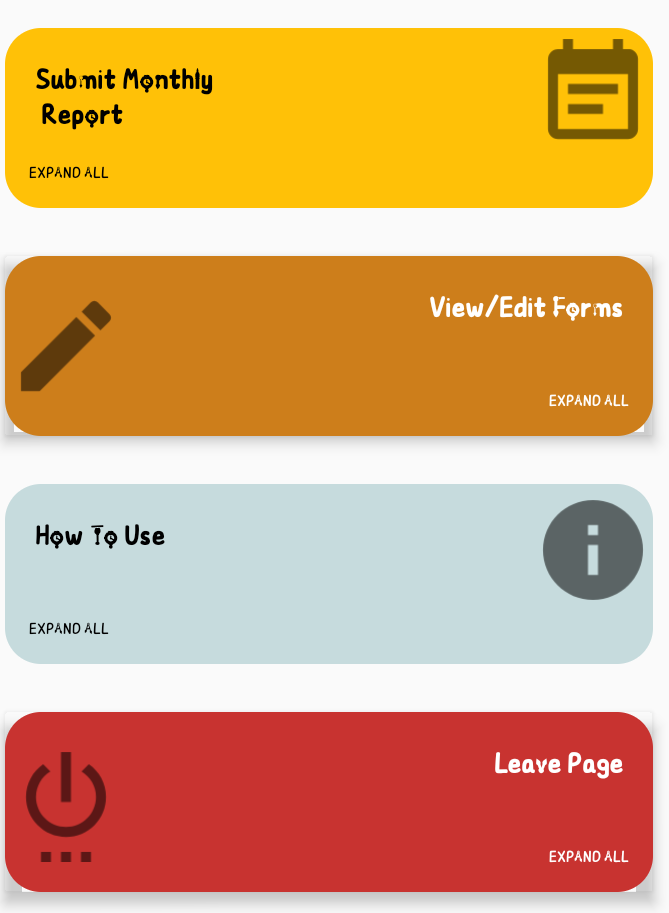 Submit Monthly
Report
EXPAND ALL
View/Edit Forms
EXPAND ALL
How To Use
EXPAND ALL
Leave Page
EXPAND ALL